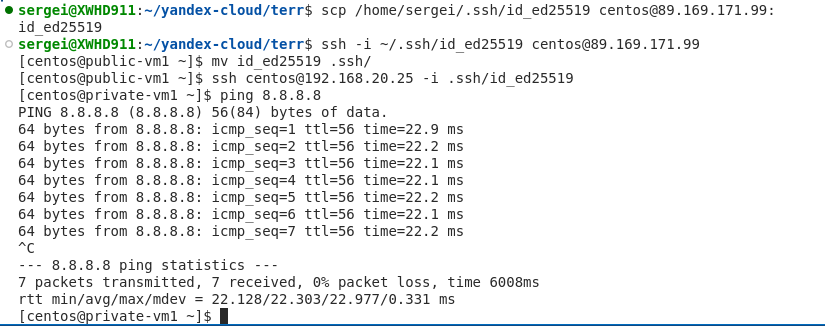 sergei@XWHD911:~/yandex-cloud/terr$ scp /home/sergei/.ssh/id_ed25519 centos@89.169.171.99:
id_ed25519
sergei@XWHD911:~/yandex-cloud/terr$ ssh -i ~/.ssh/id_ed25519 centos@89.169.171.99
[centos@public-vm1 ~]$ mv id_ed25519 .ssh/
[centos@public-vm1 ~]$ ssh centos@192.168.20.25 -i .ssh/id_ed25519
[centos@private-vm1 ~]$ ping 8.8.8.8
PING 8.8.8.8 (8.8.8.8) 56(84) bytes of data.
64 bytes from 8.8.8.8: icmp_seq=1 ttl=56 time=22.9 ms
64 bytes from 8.8.8.8: icmp_seq=2 ttl=56 time=22.2 ms
64 bytes from 8.8.8.8: icmp_seq=3 ttl=56 time=22.1 ms
64 bytes from 8.8.8.8: icmp_seq=4 ttl=56 time=22.1 ms
64 bytes from 8.8.8.8: icmp_seq=5 ttl=56 time=22.2 ms
64 bytes from 8.8.8.8: icmp_seq=6 ttl=56 time=22.1 ms
64 bytes from 8.8.8.8: icmp_seq=7 ttl=56 time=22.2 ms
^C
--- 8.8.8.8 ping statistics ---
7 packets transmitted, 7 received, 0% packet loss, time 6008ms
rtt min/avg/max/mdev = 22.128/22.303/22.977/0.331 ms
[centos@private-vm1 ~]$